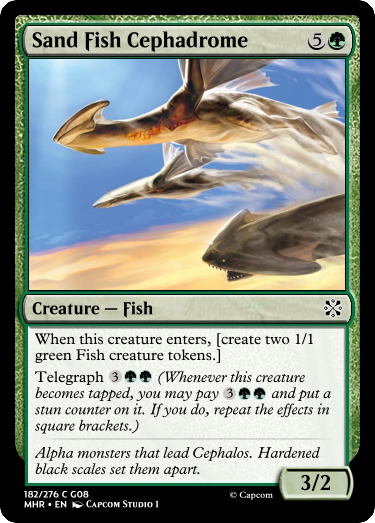 Sand Fish Cephadrome 5
Creature — Fish
When this creature enters, [create two 1/1
green Fish creature tokens.]
Telegraph 3 (Whenever this creature
becomes tapped, you may pay 3 and put a
stun counter on it. If you do, repeat the effects in
square brackets.)
Alpha monsters that lead Cephalos. Hardened
black scales set them apart.
3/2
182/276 C G08
MHR • EN Capcom Studio 1
© Capcom